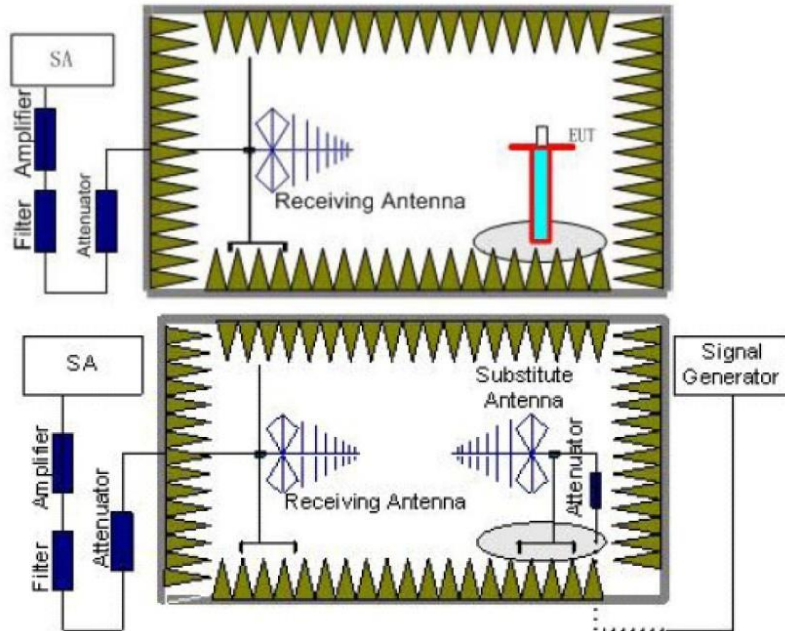 SA
Amplifier
Filter
Attenuator
Receiving Antenna
EUT
SA
Amplifier
Filter
Attenuator
Receiving Antenna
Substitute
Antenna
Attenuator
Signal
Generator